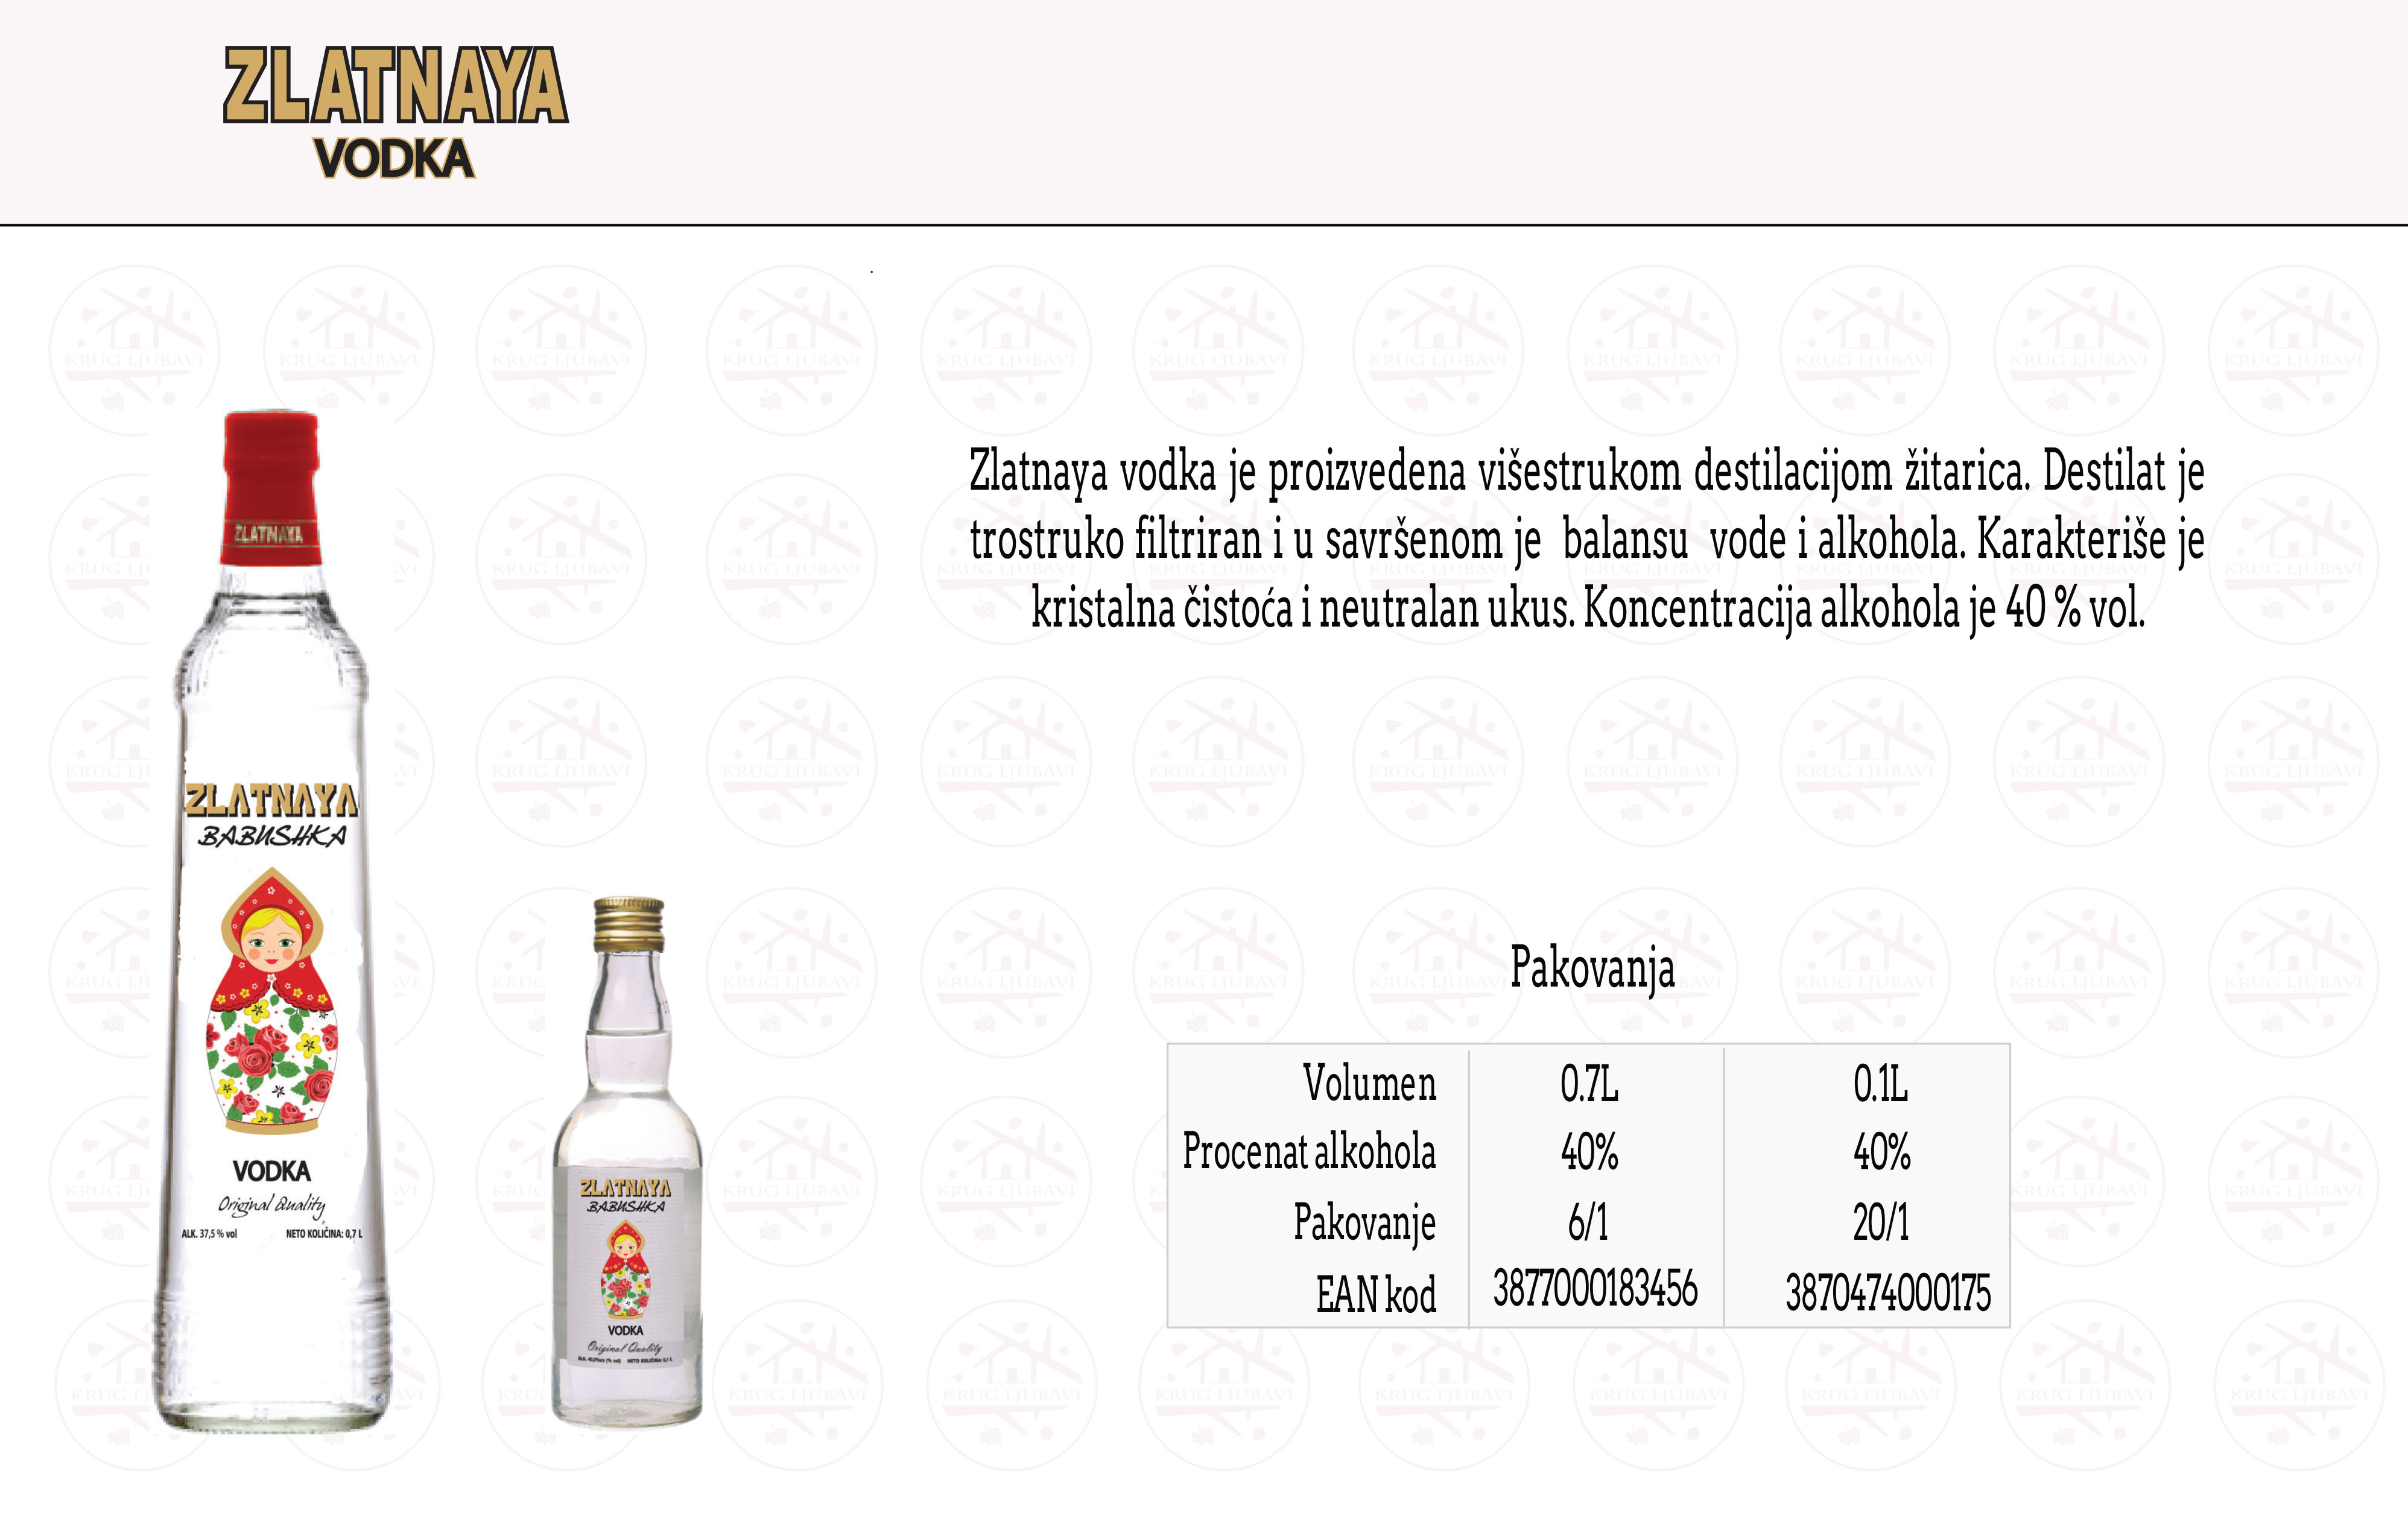 ZLATNAYA
VODKA
Zlatnaya vodka je proizvedena višestrukom destilacijom žitarica. Destilat je
trostruko filtriran i u savršenom je balansu vode i alkohola. Karakteriše je
kristalna čistoća i neutralan ukus. Koncentracija alkohola je 40 % vol.
ZLATNAYA
ZLATNAYA
BABUSHKA
VODKA
Original Quality
ALK. 37,5 % vol NETO KOLIČINA: 0,7 L
ZLATNAYA
BABUSHKA
VODKA
Original Quality
NETO KOLIČINA: 0,1 L
Pakovanja
Volumen 0.7L 0.1L
Procenat alkohola 40% 40%
Pakovanje 6/1 20/1
EAN kod 3877000183456 3870474000175
KRUG LJUBAVI